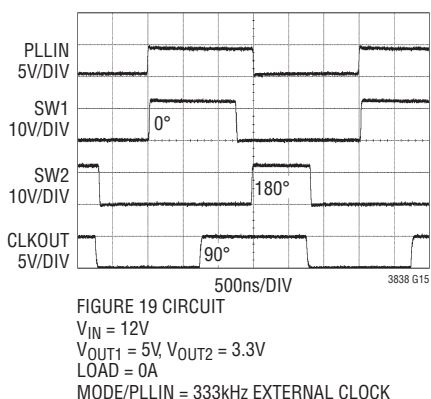 PLLIN
5V/DIV
SW1
10V/DIV
0°
SW2
10V/DIV
180°
CLKOUT
5V/DIV
90°
500ns/DIV
3838 G15
FIGURE 19 CIRCUIT
VIN = 12V
VOUT1 = 5V, VOUT2 = 3.3V
LOAD = 0A
MODE/PLLIN = 333kHz EXTERNAL CLOCK